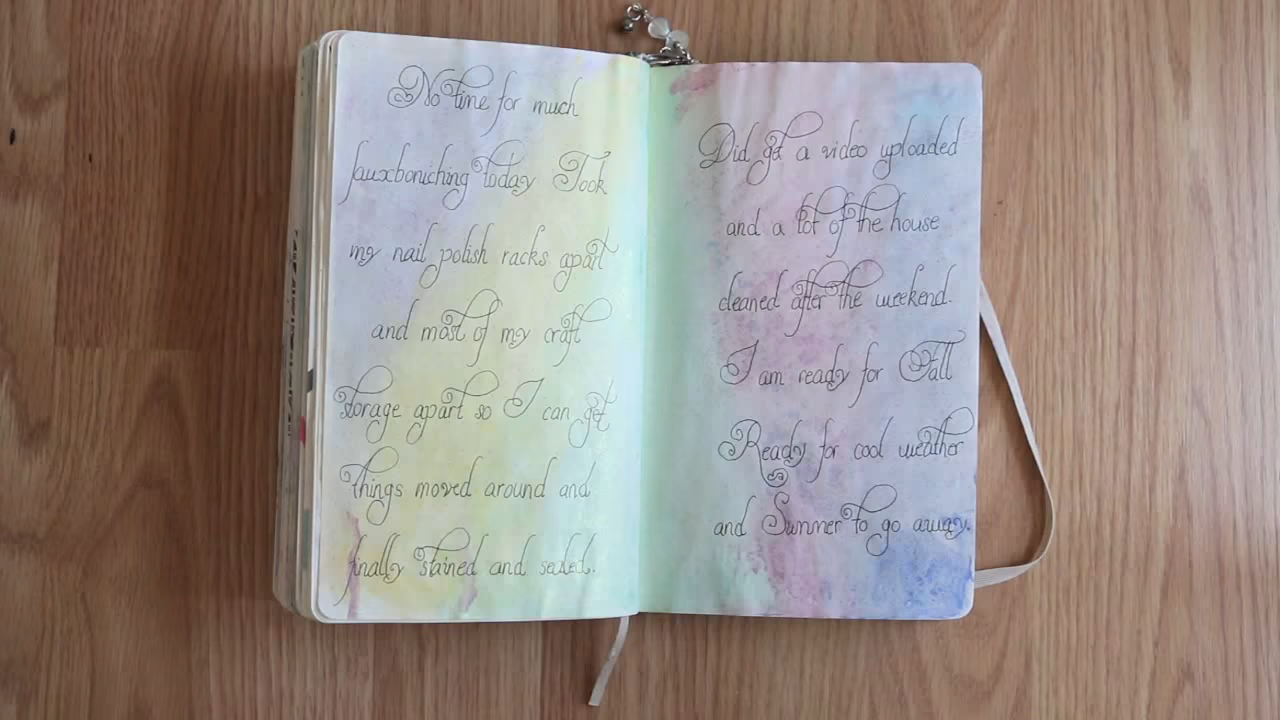 No time for much
fauxboniching today Took
my nail polish racks apart
and most of my craft
storage apart so I can get
things moved around and
finally stained and sealed.
Did get a video uploaded
and a lot of the house
cleaned after the weekend.
I am ready for Fall
Ready for cool weather
and Summer to go away.